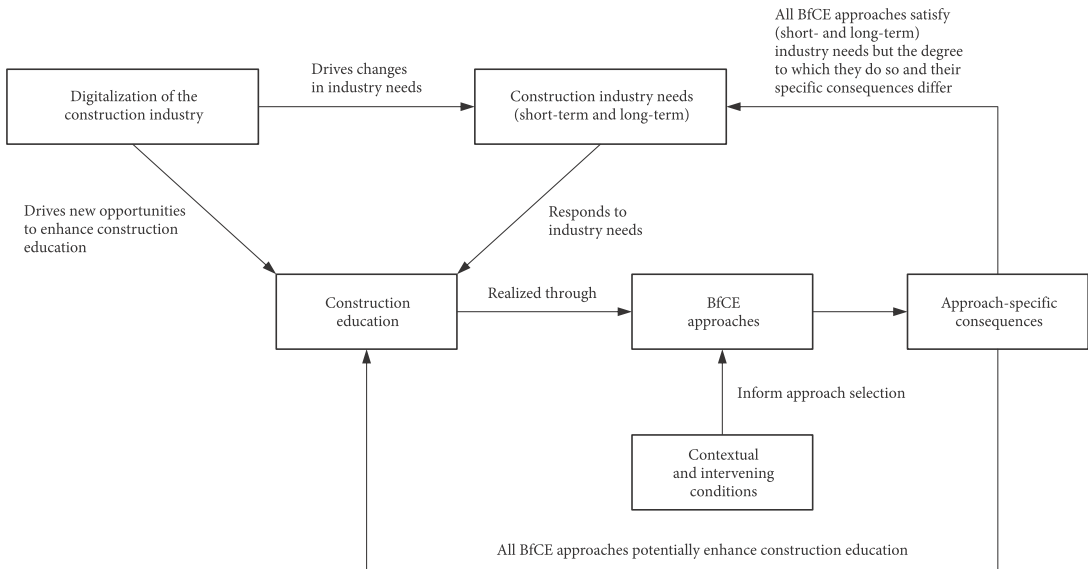 All BfCE approaches satisfy
(short- and long-term)
industry needs but the degree
to which they do so and their
specific consequences differ
Drives changes
in industry needs
Digitalization of the
construction industry
Construction industry needs
(short-term and long-term)
Drives new opportunities
to enhance construction
education
Responds to
industry needs
Construction
education
Realized through
BfCE
approaches
Approach-specific
consequences
Inform approach selection
Contextual
and intervening
conditions
All BfCE approaches potentially enhance construction education